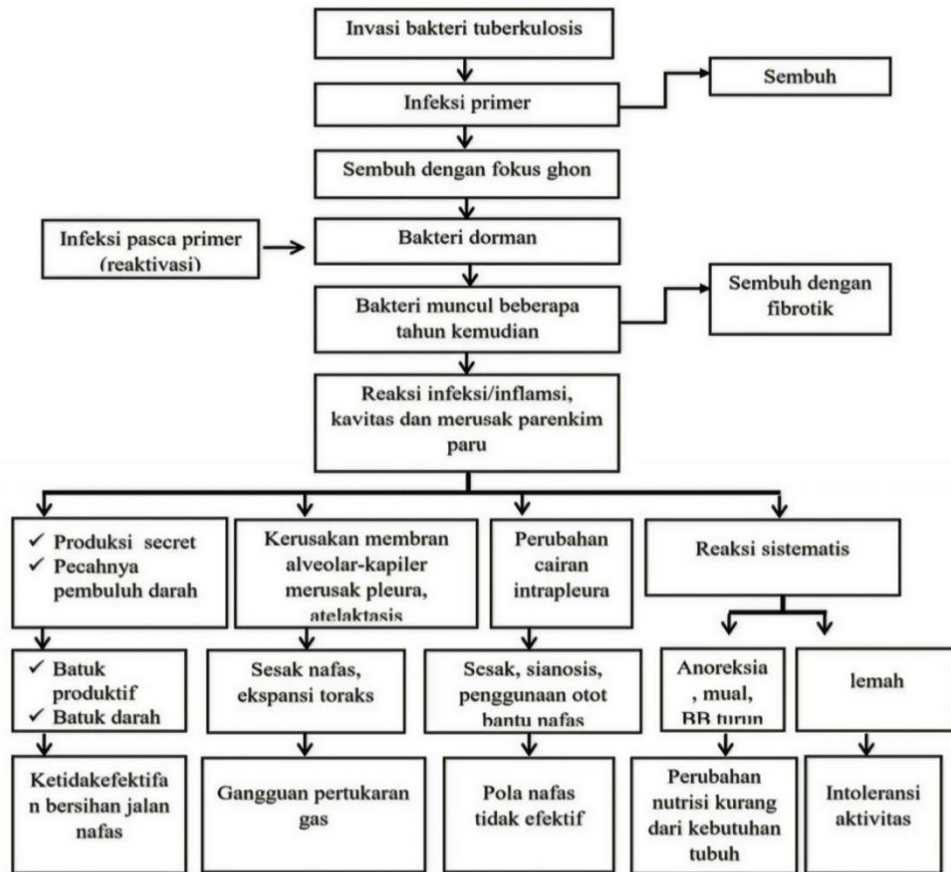 Invasi bakteri tuberkulosis
Infeksi primer
Sembuh
Sembuh dengan fokus ghon
Infeksi pasca primer
(reaktivasi)
Bakteri dorman
Bakteri muncul beberapa
tahun kemudian
Sembuh dengan
fibrotik
Reaksi infeksi/inflamsi,
kavitas dan merusak parenkim
paru
✓ Produksi secret
✓ Pecahnya
pembuluh darah
Kerusakan membran
alveolar-kapiler
merusak pleura,
atelaktasis
Perubahan
cairan
intrapleura
Reaksi sistematis
✓ Batuk
produktif
✓ Batuk darah
Sesak nafas,
ekspansi toraks
Sesak, sianosis,
penggunaan otot
bantu nafas
Anoreksia
, mual,
BB turun
lemah
Ketidakefektifa
n bersihan jalan
nafas
Gangguan pertukaran
gas
Pola nafas
tidak efektif
Perubahan
nutrisi kurang
dari kebutuhan
tubuh
Intoleransi
aktivitas